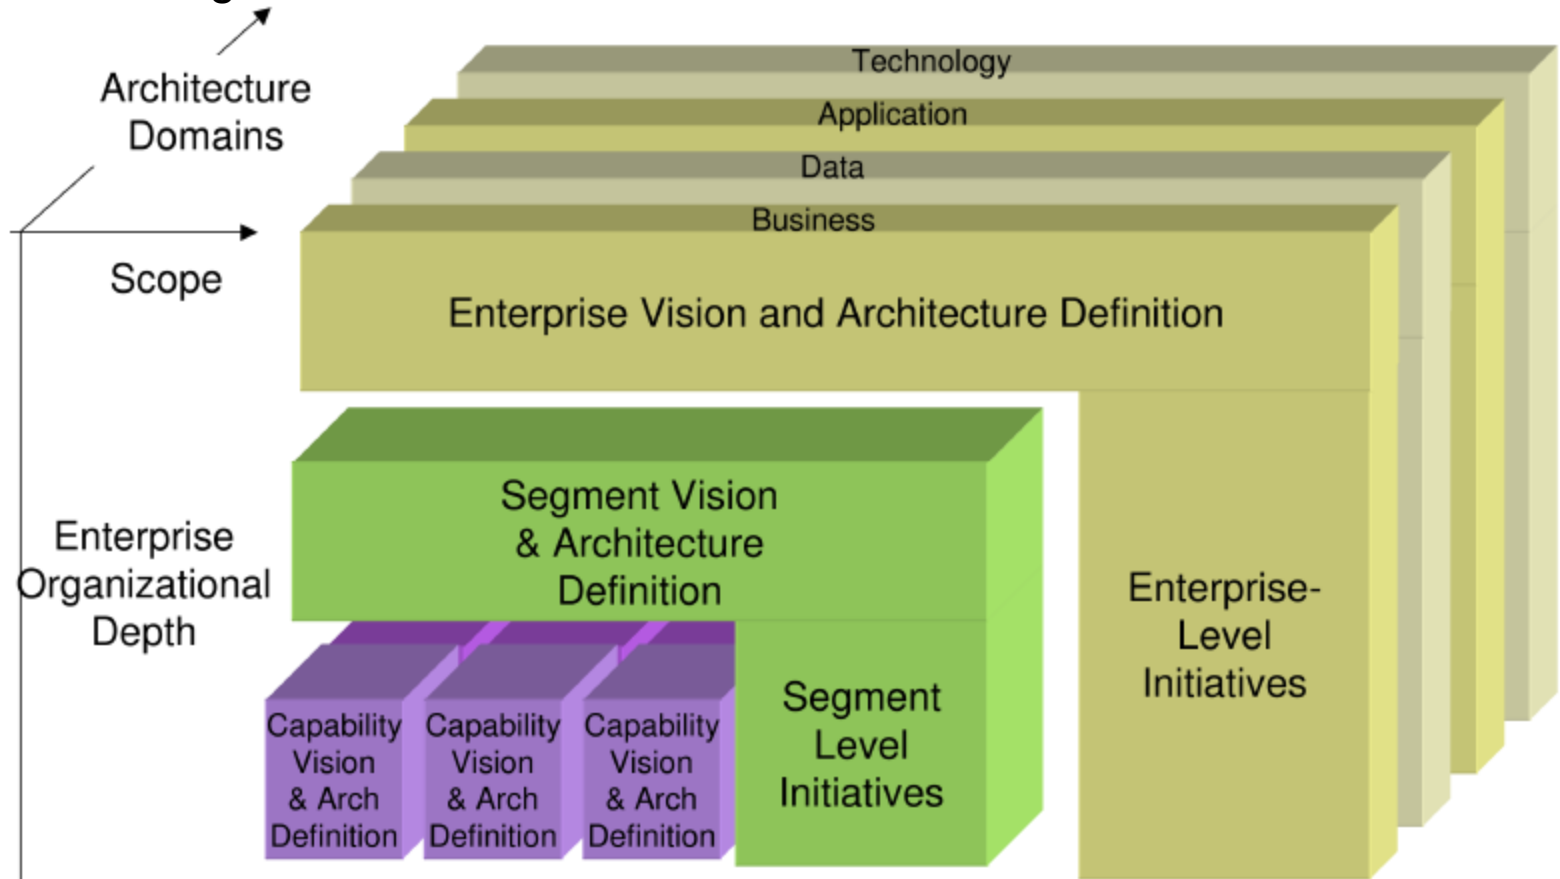 Architecture
Domains
Scope
Enterprise
Organizational
Depth
Technology
Application
Data
Business
Enterprise Vision and Architecture Definition
Segment Vision
& Architecture
Definition
Enterprise-
Level
Initiatives
Segment
Level
Initiatives
Capability
Vision
& Arch
Definition
Capability
Vision
& Arch
Definition
Capability
Vision
& Arch
Definition